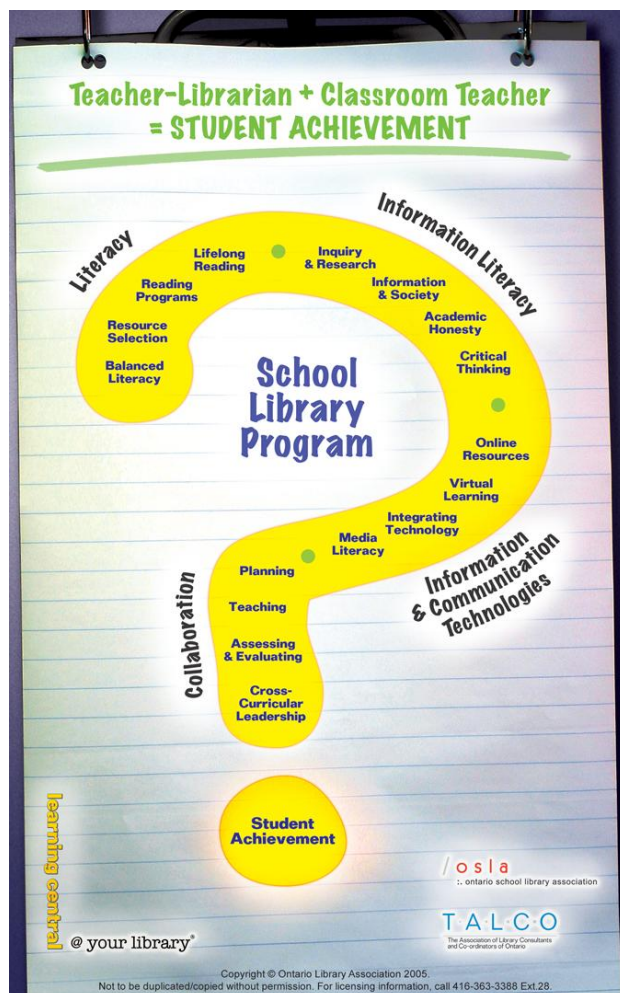 Teacher-Librarian + Classroom Teacher
= STUDENT ACHIEVEMENT
Literacy
Balanced
Literacy
Resource
Selection
Reading
Programs
Lifelong
Reading
Information Literacy
Inquiry
& Research
Information
& Society
Academic
Honesty
Critical
Thinking
School
Library
Program
Online
Resources
Virtual
Learning
Integrating
Technology
Media
Literacy
Information
& Communication
Technologies
Collaboration
Planning
Teaching
Assessing
& Evaluating
Cross-
Curricular
Leadership
Student
Achievement
learning central
@ your library®
/osla
:. ontario school library association
T·A·L·C·O
The Association of Library Consultants
and Co-ordinators of Ontario
Copyright © Ontario Library Association 2005.
Not to be duplicated/copied without permission. For licensing information, call 416-363-3388 Ext.28.